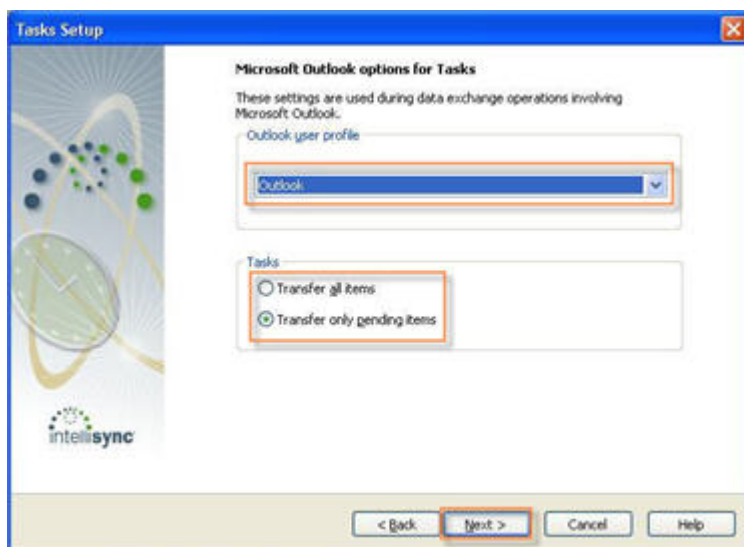 Tasks Setup
Microsoft Outlook options for Tasks
These settings are used during data exchange operations involving
Microsoft Outlook.
Outlook user profile
Outlook
Tasks
Transfer all items
Transfer only pending items
intellisync
< Back
Next >
Cancel
Help